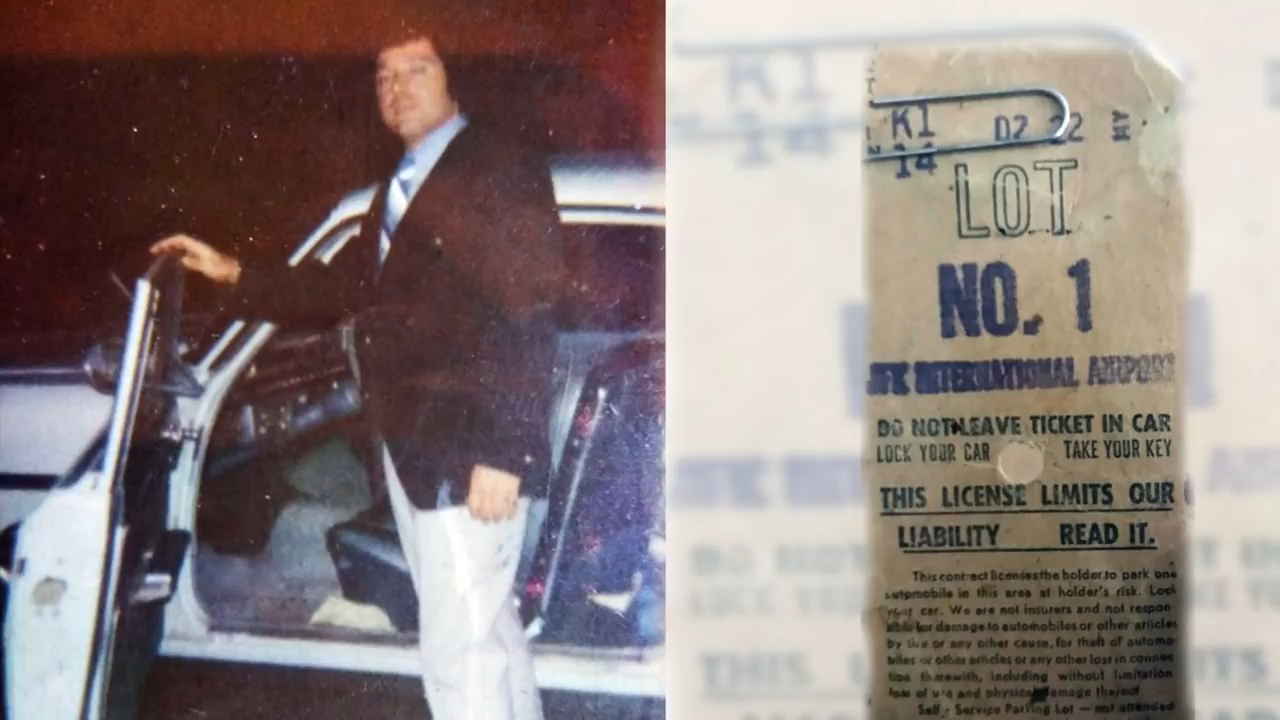 K1 02 22 NY
14
LOT
NO. 1
JFK INTERNATIONAL AIRPORT
DO NOT LEAVE TICKET IN CAR
LOCK YOUR CAR TAKE YOUR KEY
THIS LICENSE LIMITS OUR
LIABILITY READ IT.
This contract licenses the holder to park one
automobile in this area at holder's risk. Lock
your car. We are not insurers and not respon-
sible for damage to automobiles or other articles
by fire or any other cause, for theft of automo-
biles or other articles or any other loss in connec-
tion therewith, including without limitation
loss of use and physical damage thereof
Self - Service Parking Lot — not attended